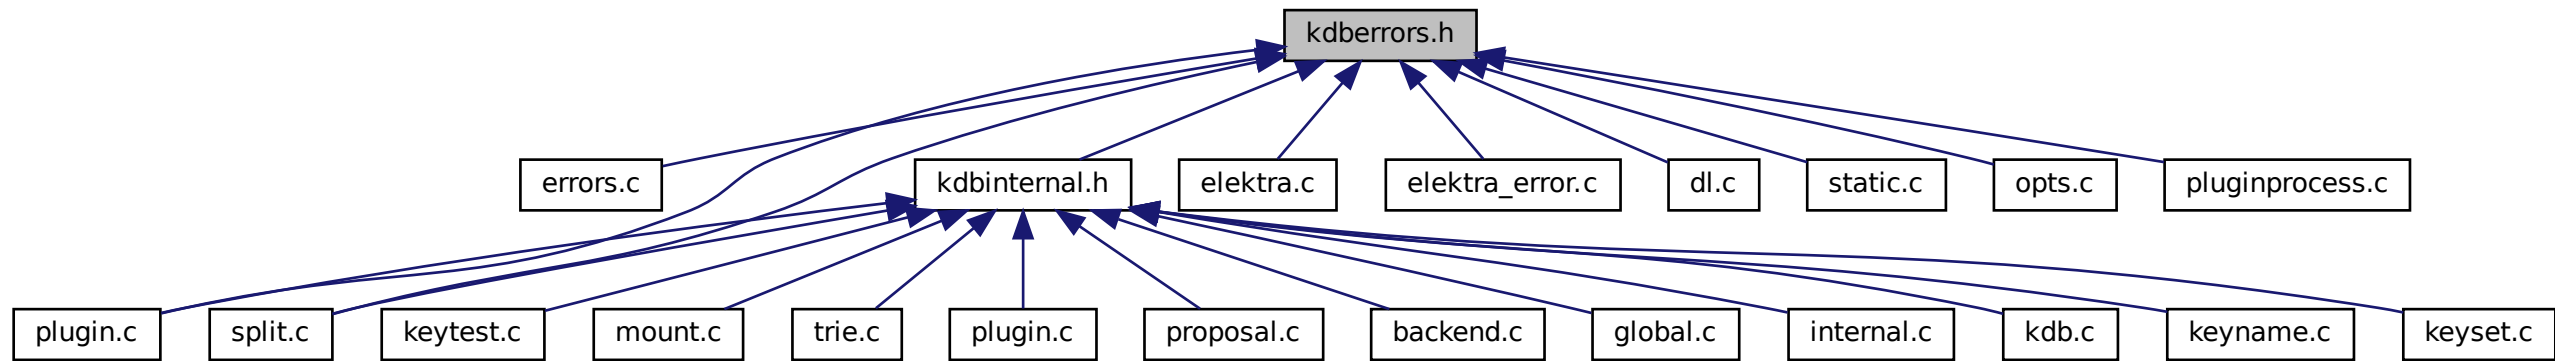 kdberrors.h
errors.c
kdbinternal.h
elektra.c
elektra_error.c
dl.c
static.c
opts.c
pluginprocess.c
plugin.c
split.c
keytest.c
mount.c
trie.c
plugin.c
proposal.c
backend.c
global.c
internal.c
kdb.c
keyname.c
keyset.c